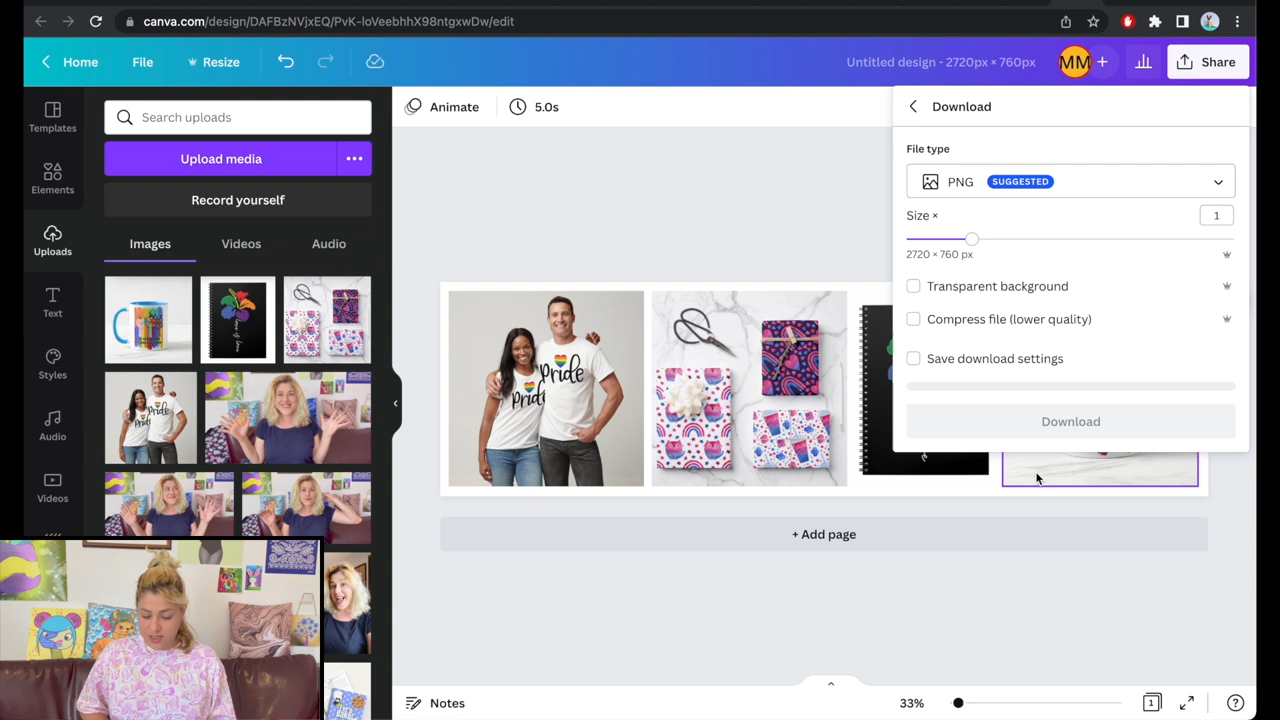 canva.com/design/DAFBzNVjxEQ/PvK-loVeebhhX98ntgxwDw/edit
Home File Resize Untitled design - 2720px × 760px MM + Share
Templates
Elements
Uploads
Text
Styles
Audio
Videos
Search uploads
Upload media
Record yourself
Images Videos Audio
Pride
Animate 5.0s
Pride
Pride
+ Add page
Download
File type
PNG SUGGESTED
Size × 1
2720 × 760 px
Transparent background
Compress file (lower quality)
Save download settings
Download
Notes 33% 1 ?